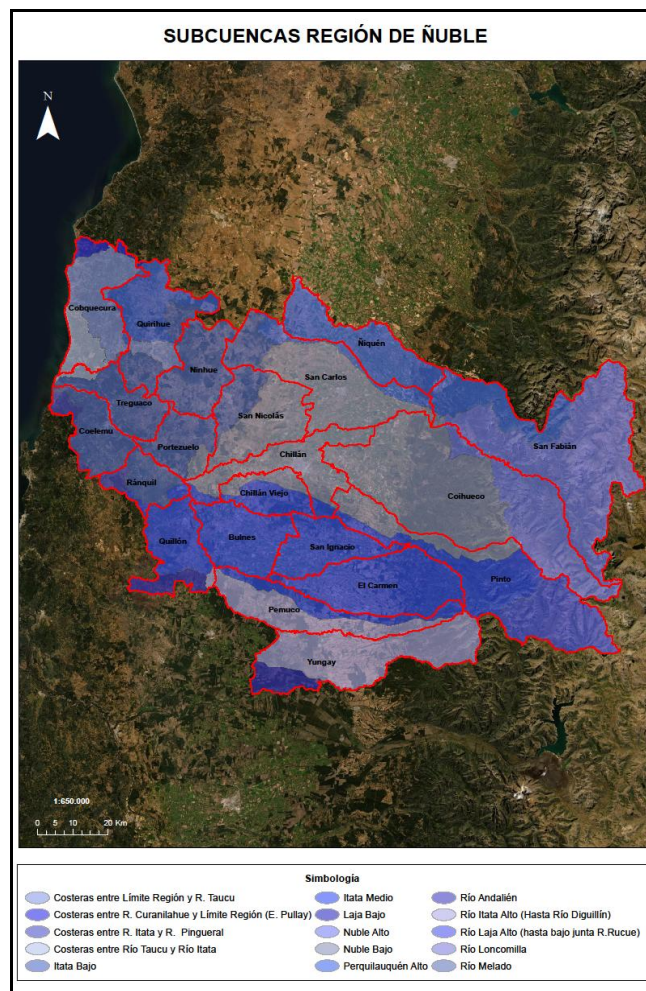 SUBCUENCAS REGIÓN DE ÑUBLE
N
Cobquecura
Quirihue
Ñiquén
Ninhue
San Carlos
Treguaco
San Nicolás
Coelemu
Portezuelo
San Fabián
Chillán
Ránquil
Chillán Viejo
Coihueco
Quillón
Bulnes
San Ignacio
El Carmen
Pinto
Pemuco
Yungay
1:650.000
0 5 10 20 Km
Simbología
Costeras entre Límite Región y R. Taucu
Costeras entre R. Curanilahue y Límite Región (E. Pullay)
Costeras entre R. Itata y R. Pingueral
Costeras entre Río Taucu y Río Itata
Itata Bajo
Itata Medio
Laja Bajo
Nuble Alto
Nuble Bajo
Perquilauquén Alto
Río Andalién
Río Itata Alto (Hasta Río Diguillín)
Río Laja Alto (hasta bajo junta R.Rucue)
Río Loncomilla
Río Melado